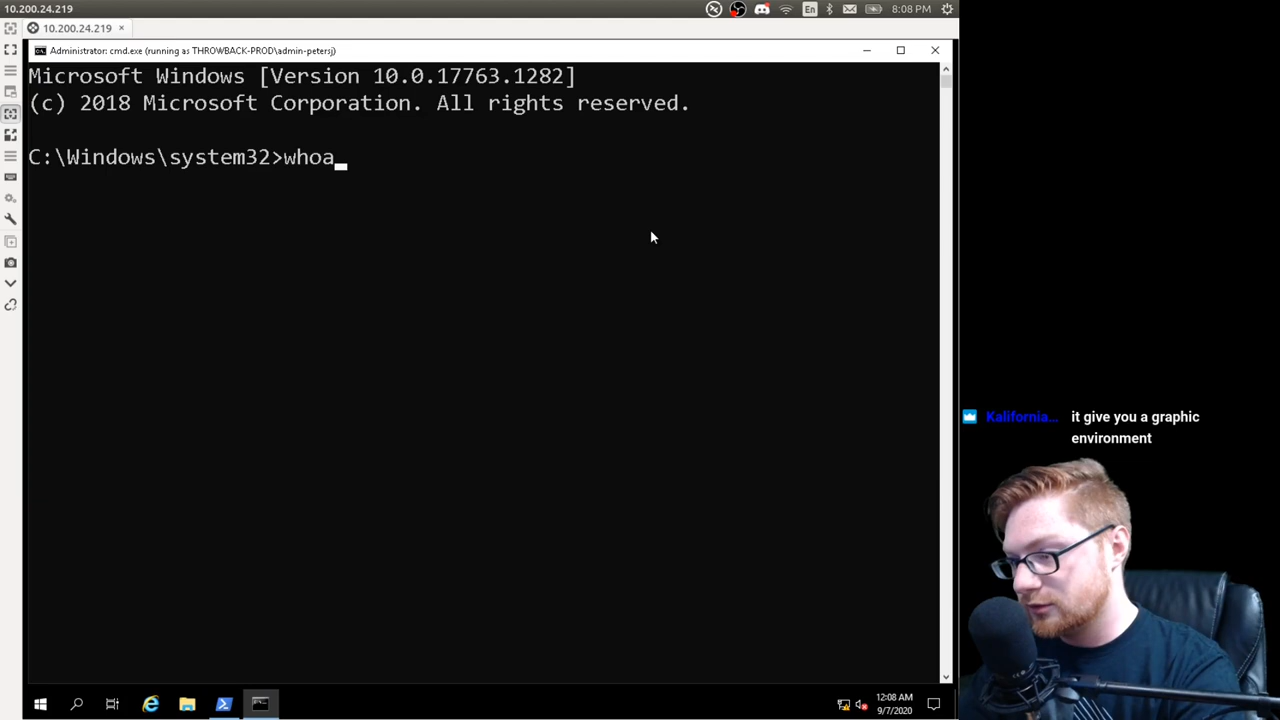 10.200.24.219
En
8:08 PM
10.200.24.219 ×
Administrator: cmd.exe (running as THROWBACK-PROD\admin-petersj)
Microsoft Windows [Version 10.0.17763.1282]
(c) 2018 Microsoft Corporation. All rights reserved.
C:\Windows\system32>whoa_
Kalifornia... it give you a graphic
environment
12:08 AM
9/7/2020